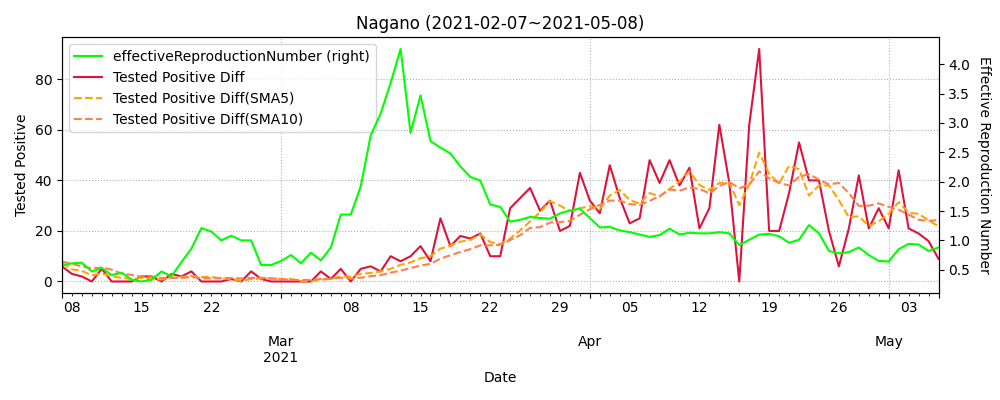 Nagano (2021-02-07~2021-05-08)
effectiveReproductionNumber (right)
Tested Positive Diff
Tested Positive Diff(SMA5)
Tested Positive Diff(SMA10)
Tested Positive
80
60
40
20
0
Effective Reproduction Number
4.0
3.5
3.0
2.5
2.0
1.5
1.0
0.5
08 15 22 08 15 22 29 05 12 19 26 03
Mar Apr May
2021
Date